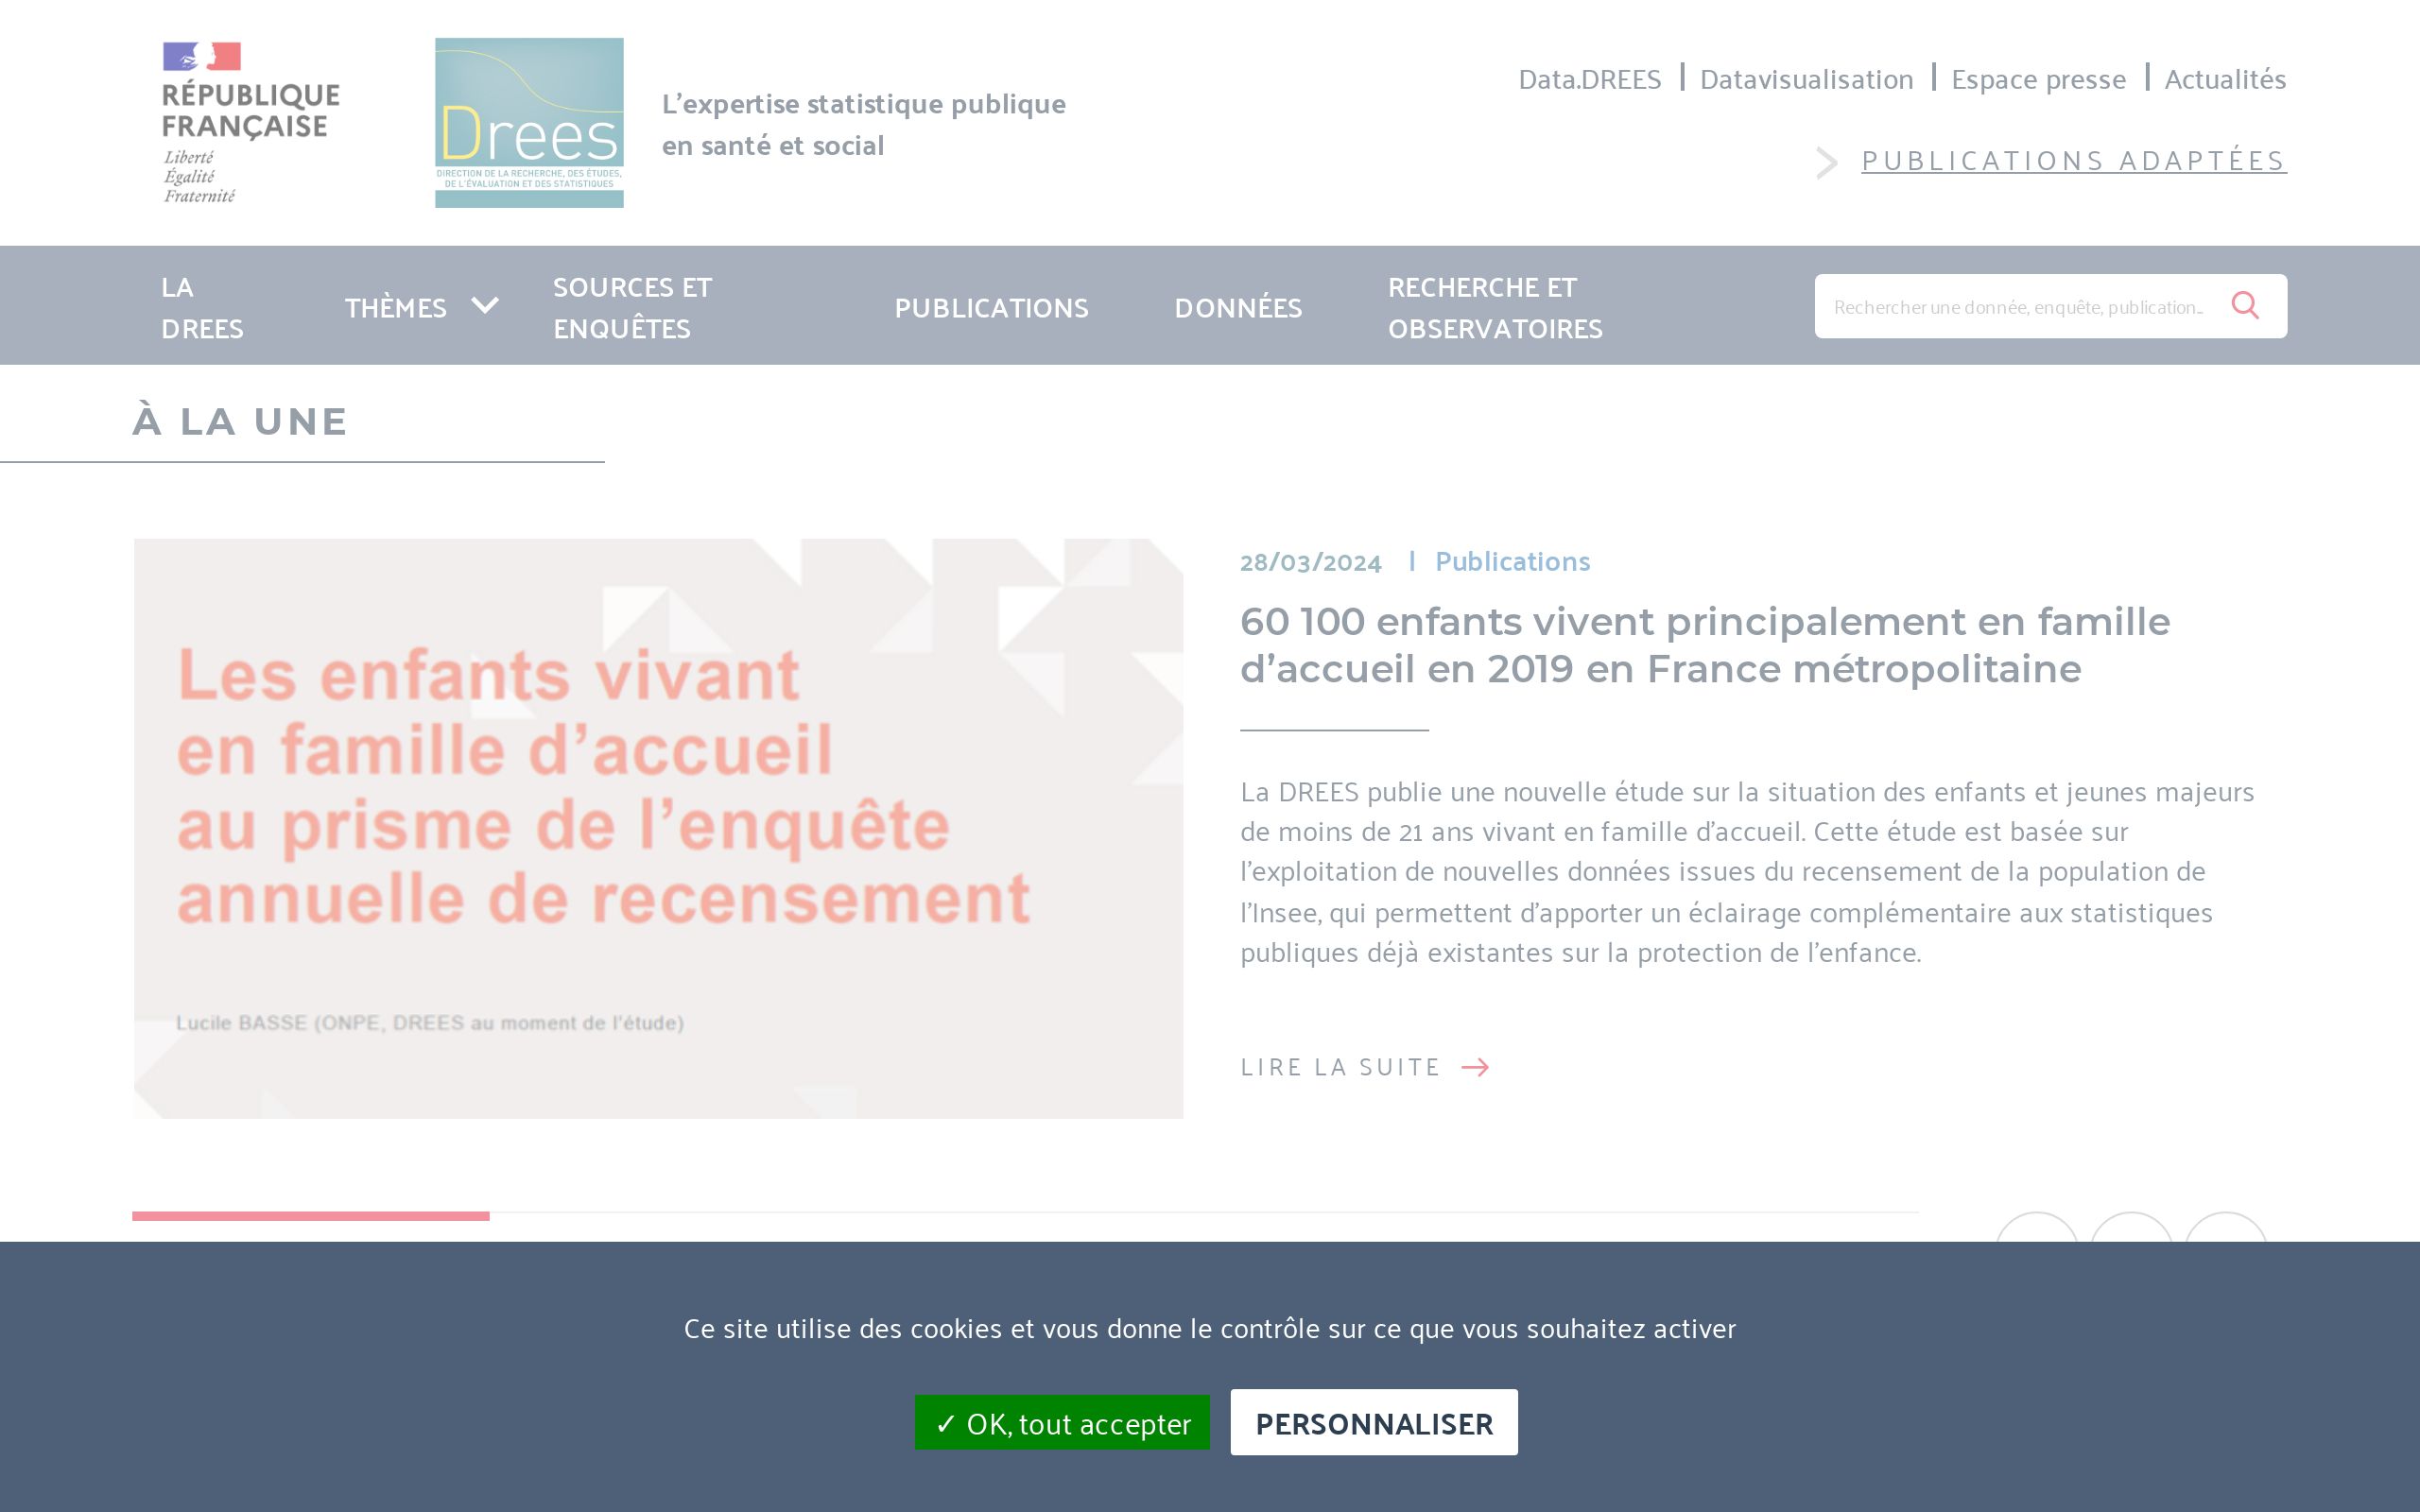 RÉPUBLIQUE
FRANÇAISE
Liberté
Égalité
Fraternité
Drees
DIRECTION DE LA RECHERCHE, DES ÉTUDES,
DE L'ÉVALUATION ET DES STATISTIQUES
L'expertise statistique publique
en santé et social
Data.DREES
Datavisualisation
Espace presse
Actualités
PUBLICATIONS ADAPTÉES
LA
DREES
THÈMES
SOURCES ET
ENQUÊTES
PUBLICATIONS
DONNÉES
RECHERCHE ET
OBSERVATOIRES
Rechercher une donnée, enquête, publication...
À LA UNE
Les enfants vivant
en famille d'accueil
au prisme de l'enquête
annuelle de recensement
Lucile BASSE (ONPE, DREES au moment de l'étude)
28/03/2024 | Publications
60 100 enfants vivent principalement en famille
d'accueil en 2019 en France métropolitaine
La DREES publie une nouvelle étude sur la situation des enfants et jeunes majeurs
de moins de 21 ans vivant en famille d'accueil. Cette étude est basée sur
l'exploitation de nouvelles données issues du recensement de la population de
l'Insee, qui permettent d'apporter un éclairage complémentaire aux statistiques
publiques déjà existantes sur la protection de l'enfance.
LIRE LA SUITE
Ce site utilise des cookies et vous donne le contrôle sur ce que vous souhaitez activer
✓ OK, tout accepter
PERSONNALISER